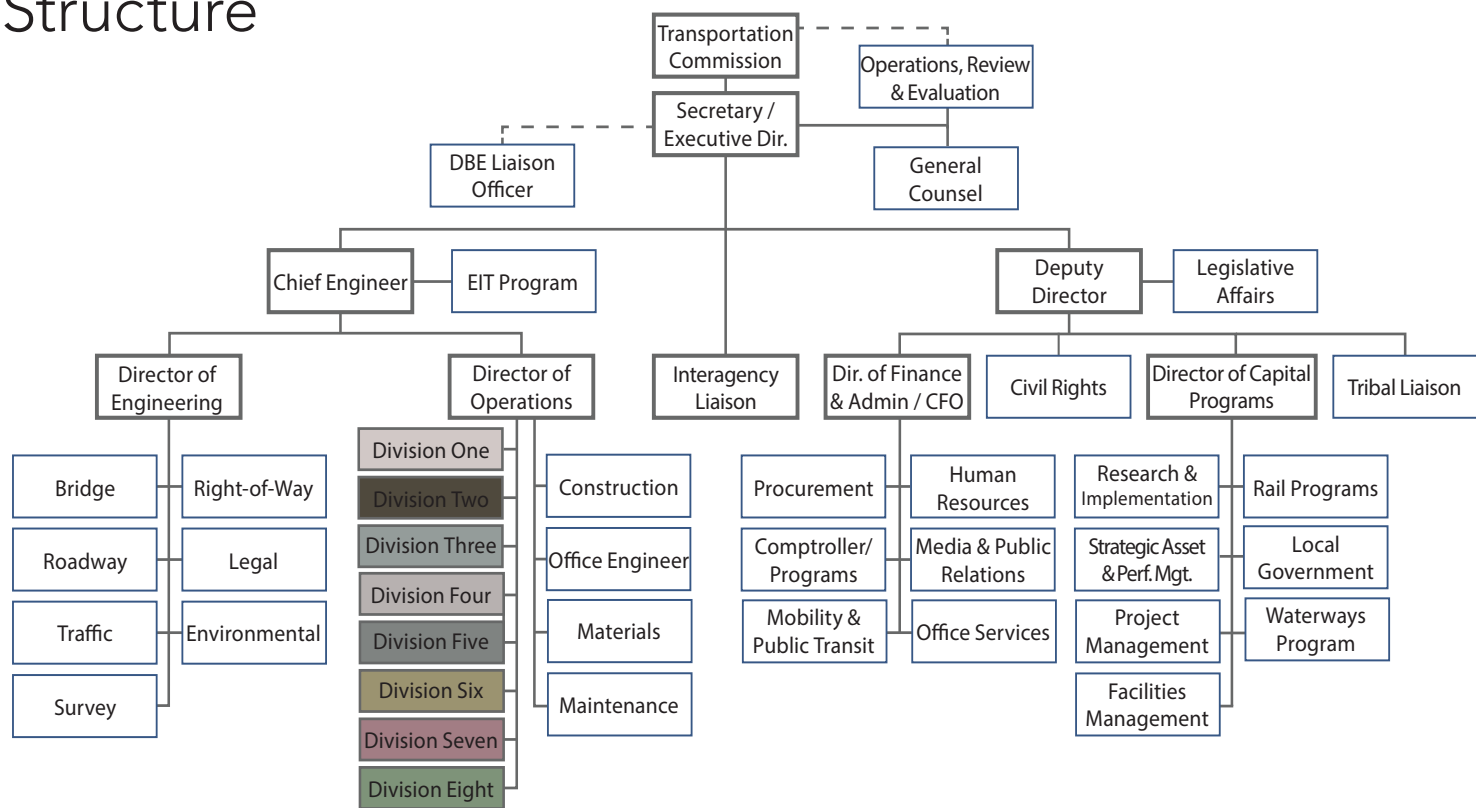 Structure
Transportation
Commission
Operations, Review
& Evaluation
Secretary /
Executive Dir.
DBE Liaison
Officer
General
Counsel
Chief Engineer
EIT Program
Deputy
Director
Legislative
Affairs
Director of
Engineering
Director of
Operations
Interagency
Liaison
Dir. of Finance
& Admin / CFO
Civil Rights
Director of Capital
Programs
Tribal Liaison
Bridge
Right-of-Way
Roadway
Legal
Traffic
Environmental
Survey
Division One
Division Two
Division Three
Division Four
Division Five
Division Six
Division Seven
Division Eight
Construction
Office Engineer
Materials
Maintenance
Procurement
Human
Resources
Comptroller/
Programs
Media & Public
Relations
Mobility &
Public Transit
Office Services
Research &
Implementation
Rail Programs
Strategic Asset
& Perf. Mgt.
Local
Government
Project
Management
Waterways
Program
Facilities
Management